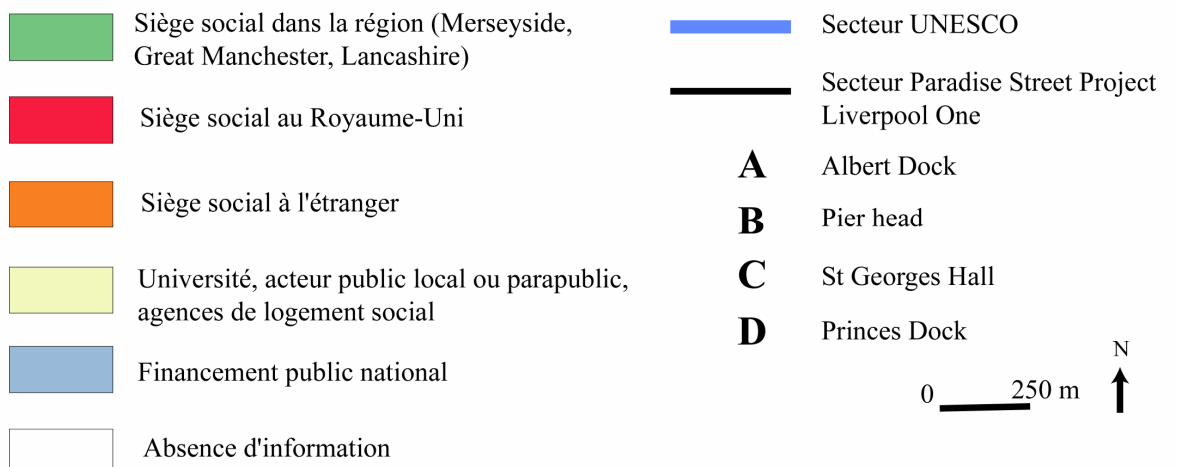 Siège social dans la région (Merseyside,
Great Manchester, Lancashire)
Siège social au Royaume-Uni
Siège social à l'étranger
Université, acteur public local ou parapublic,
agences de logement social
Financement public national
Absence d'information
Secteur UNESCO
Secteur Paradise Street Project
Liverpool One
A Albert Dock
B Pier head
C St Georges Hall
D Princes Dock
N
0 250 m